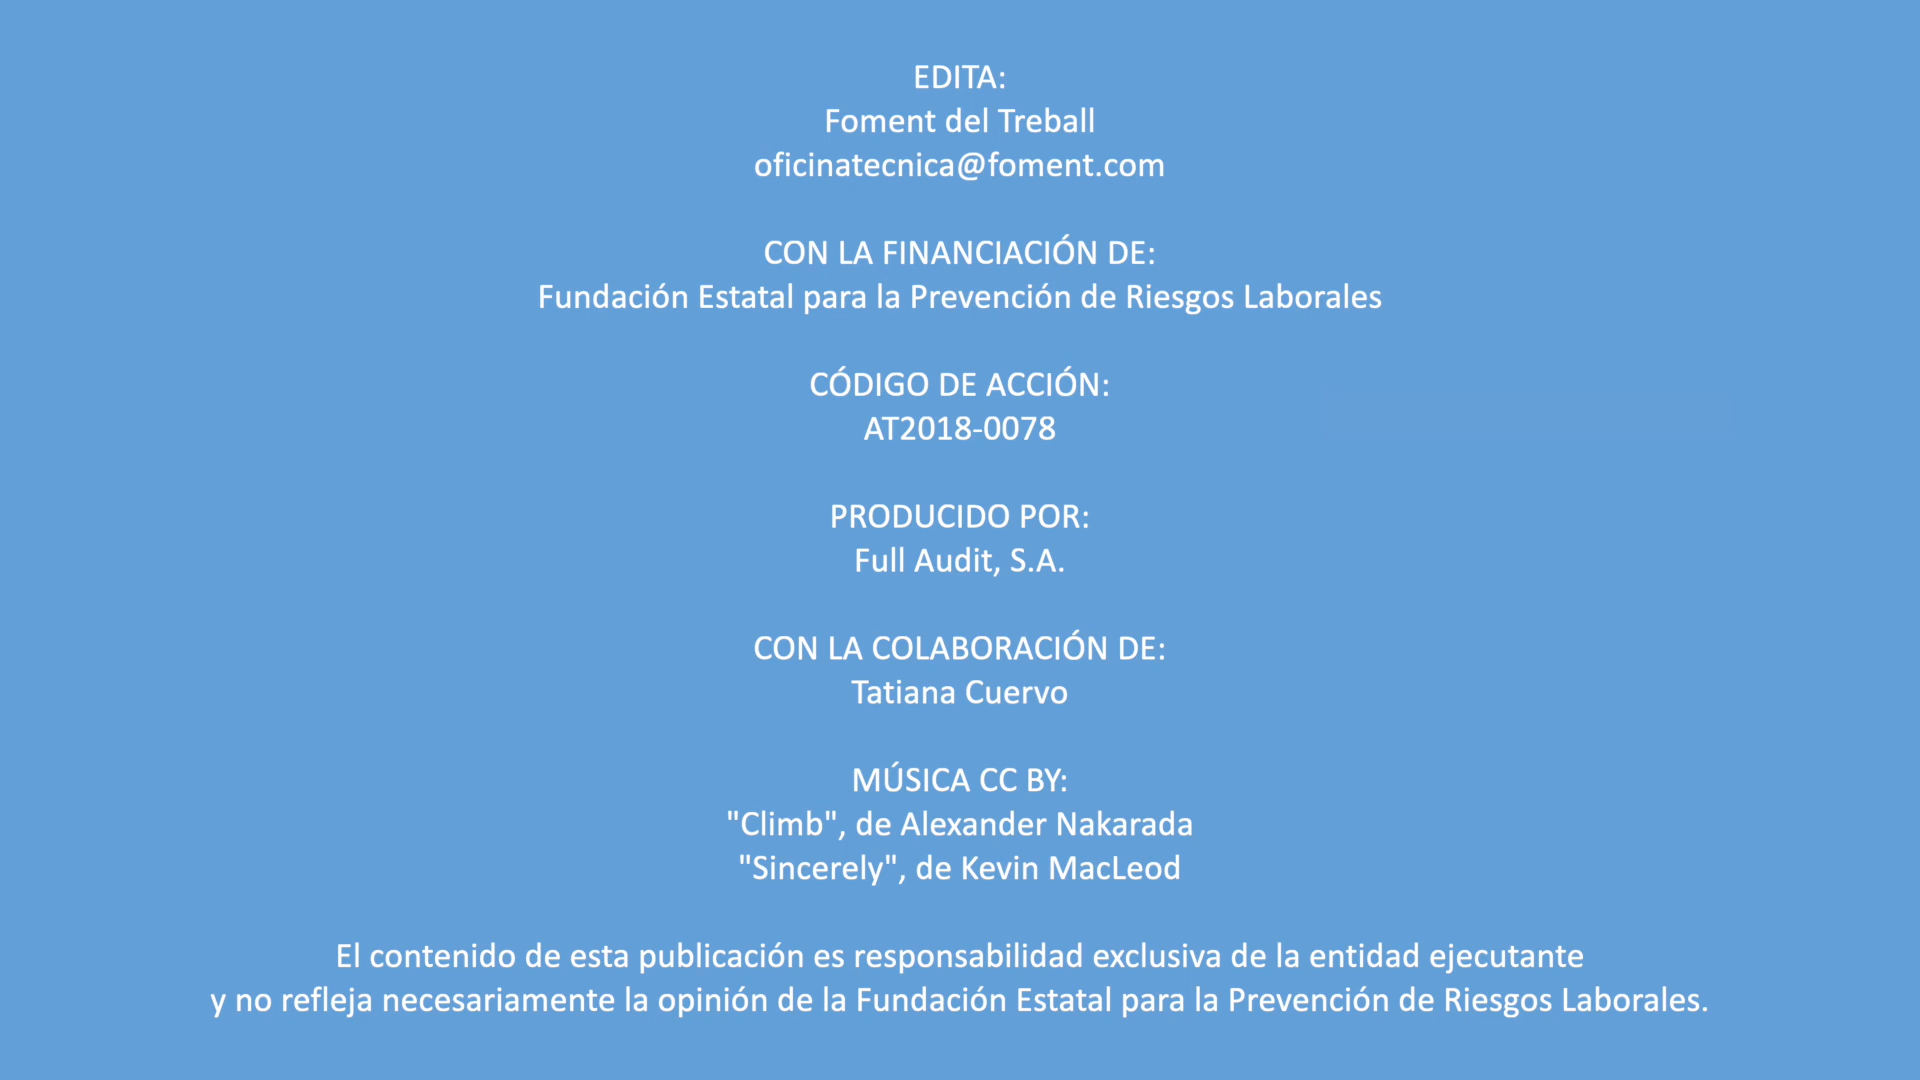 EDITA:
Foment del Treball
oficinatecnica@foment.com
CON LA FINANCIACIÓN DE:
Fundación Estatal para la Prevención de Riesgos Laborales
CÓDIGO DE ACCIÓN:
AT2018-0078
PRODUCIDO POR:
Full Audit, S.A.
CON LA COLABORACIÓN DE:
Tatiana Cuervo
MÚSICA CC BY:
"Climb", de Alexander Nakarada
"Sincerely", de Kevin MacLeod
El contenido de esta publicación es responsabilidad exclusiva de la entidad ejecutante
y no refleja necesariamente la opinión de la Fundación Estatal para la Prevención de Riesgos Laborales.